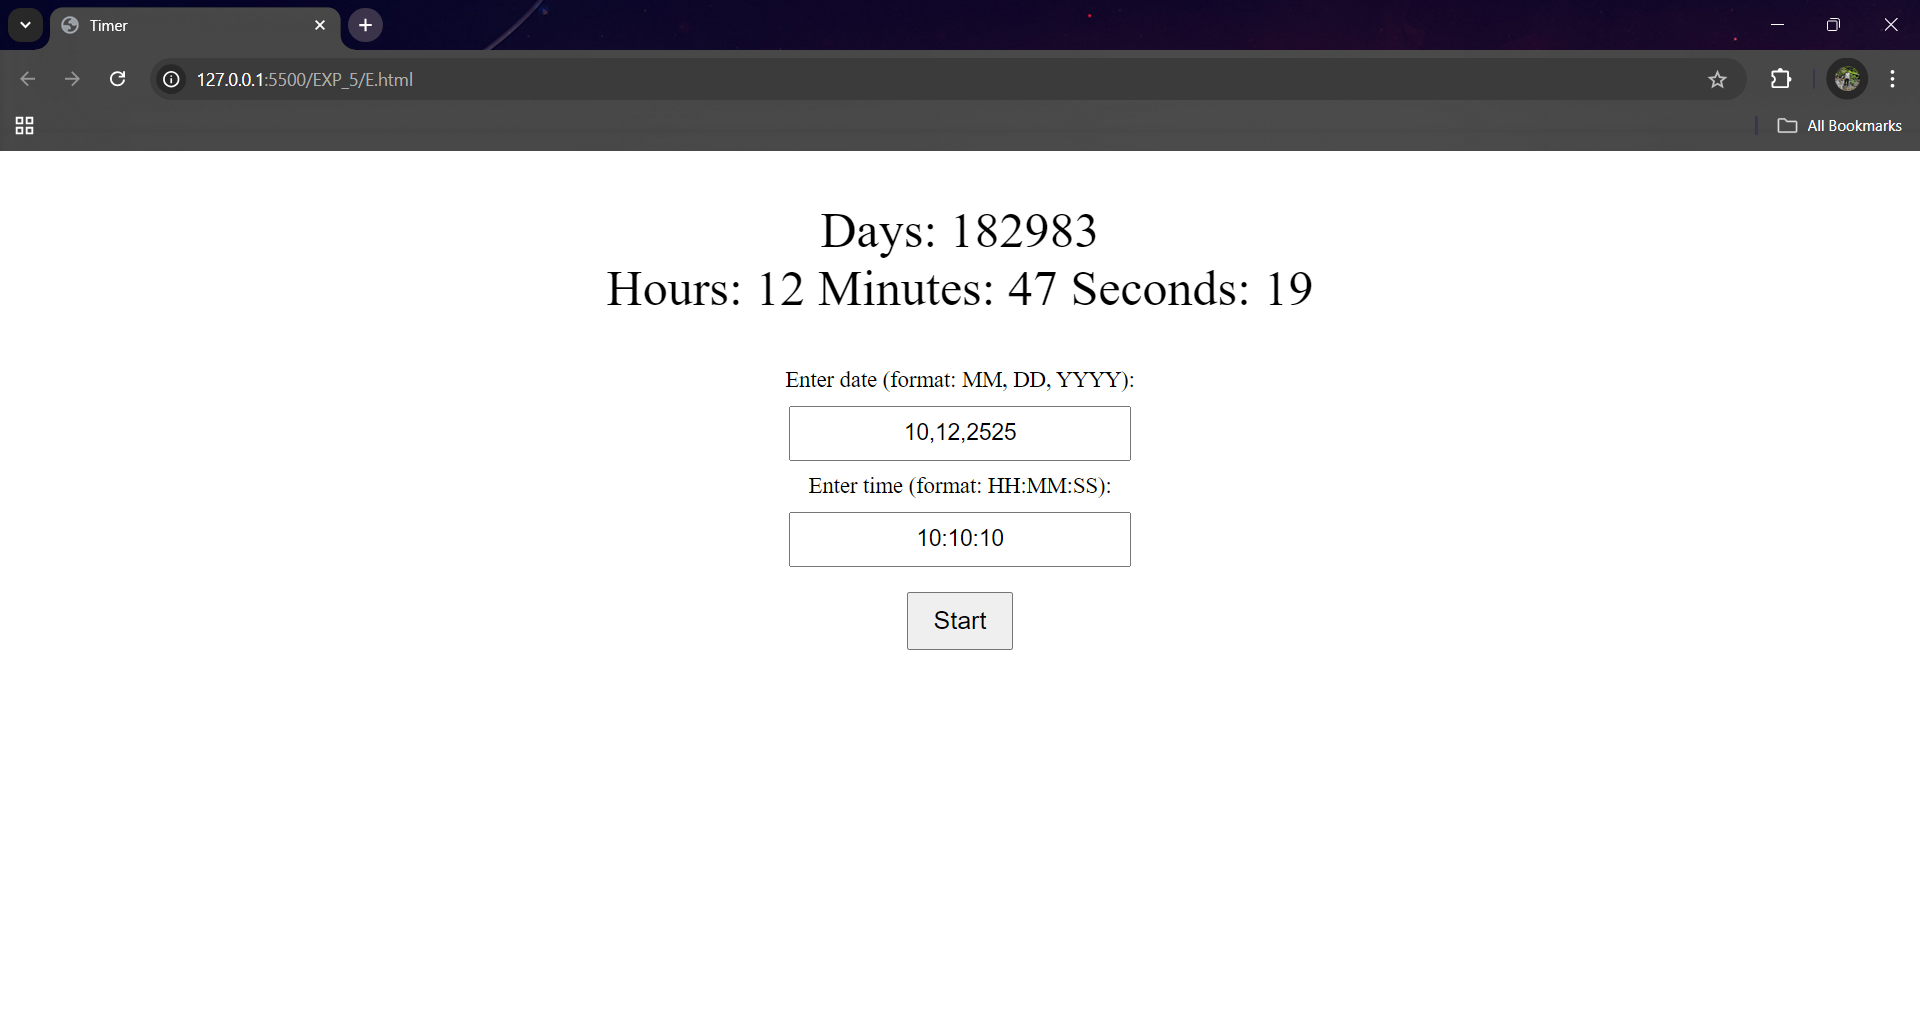 Timer
127.0.0.1:5500/EXP_5/E.html
All Bookmarks
Days: 182983
Hours: 12 Minutes: 47 Seconds: 19
Enter date (format: MM, DD, YYYY):
10,12,2525
Enter time (format: HH:MM:SS):
10:10:10
Start